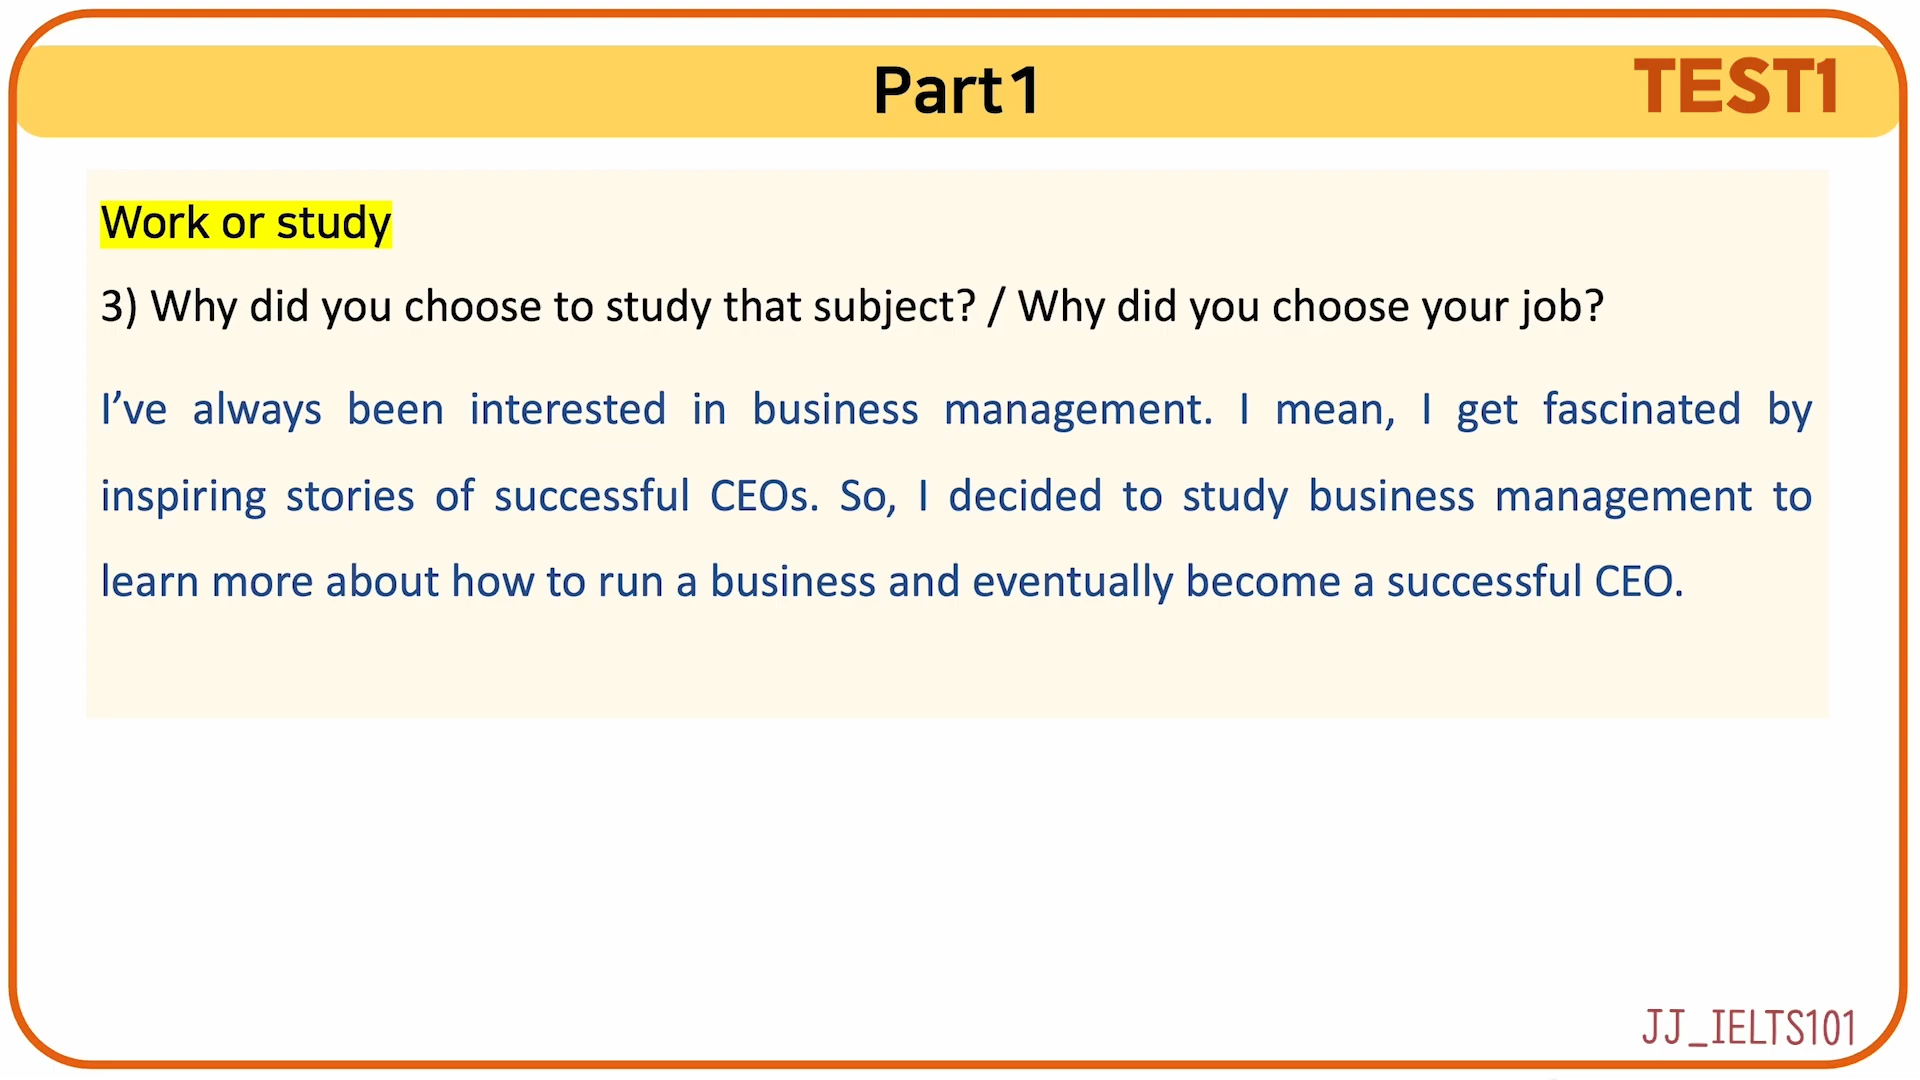 Part1
TEST1
Work or study
3) Why did you choose to study that subject? / Why did you choose your job?
I’ve always been interested in business management. I mean, I get fascinated by
inspiring stories of successful CEOs. So, I decided to study business management to
learn more about how to run a business and eventually become a successful CEO.
JJ_IELTS101